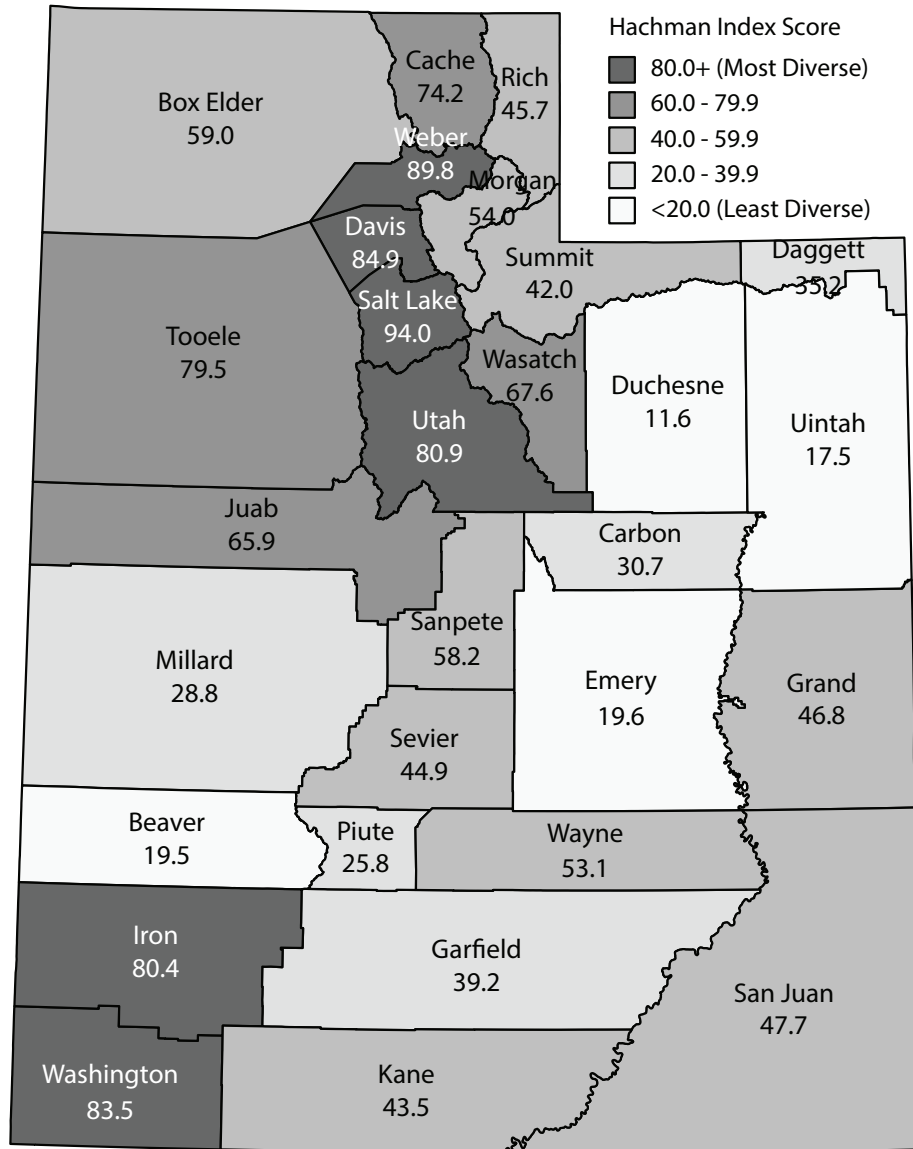 Hachman Index Score
80.0+ (Most Diverse)
60.0 - 79.9
40.0 - 59.9
20.0 - 39.9
<20.0 (Least Diverse)
Cache
74.2
Rich
45.7
Box Elder
59.0
Weber
89.8
Morgan
54.0
Davis
84.9
Summit
42.0
Daggett
35.2
Salt Lake
94.0
Tooele
79.5
Wasatch
67.6
Duchesne
11.6
Uintah
17.5
Utah
80.9
Juab
65.9
Carbon
30.7
Sanpete
58.2
Millard
28.8
Emery
19.6
Grand
46.8
Sevier
44.9
Beaver
19.5
Piute
25.8
Wayne
53.1
Iron
80.4
Garfield
39.2
San Juan
47.7
Washington
83.5
Kane
43.5